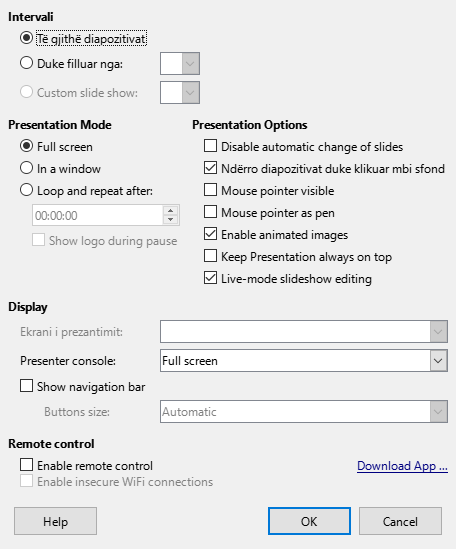 Intervali
Të gjithë diapozitivat
Duke filluar nga:
Custom slide show:
Presentation Mode
Full screen
In a window
Loop and repeat after:
00:00:00
Show logo during pause
Presentation Options
Disable automatic change of slides
Ndërro diapozitivat duke klikuar mbi sfond
Mouse pointer visible
Mouse pointer as pen
Enable animated images
Keep Presentation always on top
Live-mode slideshow editing
Display
Ekrani i prezantimit:
Presenter console: Full screen
Show navigation bar
Buttons size: Automatic
Remote control
Enable remote control Download App ...
Enable insecure WiFi connections
Help OK Cancel